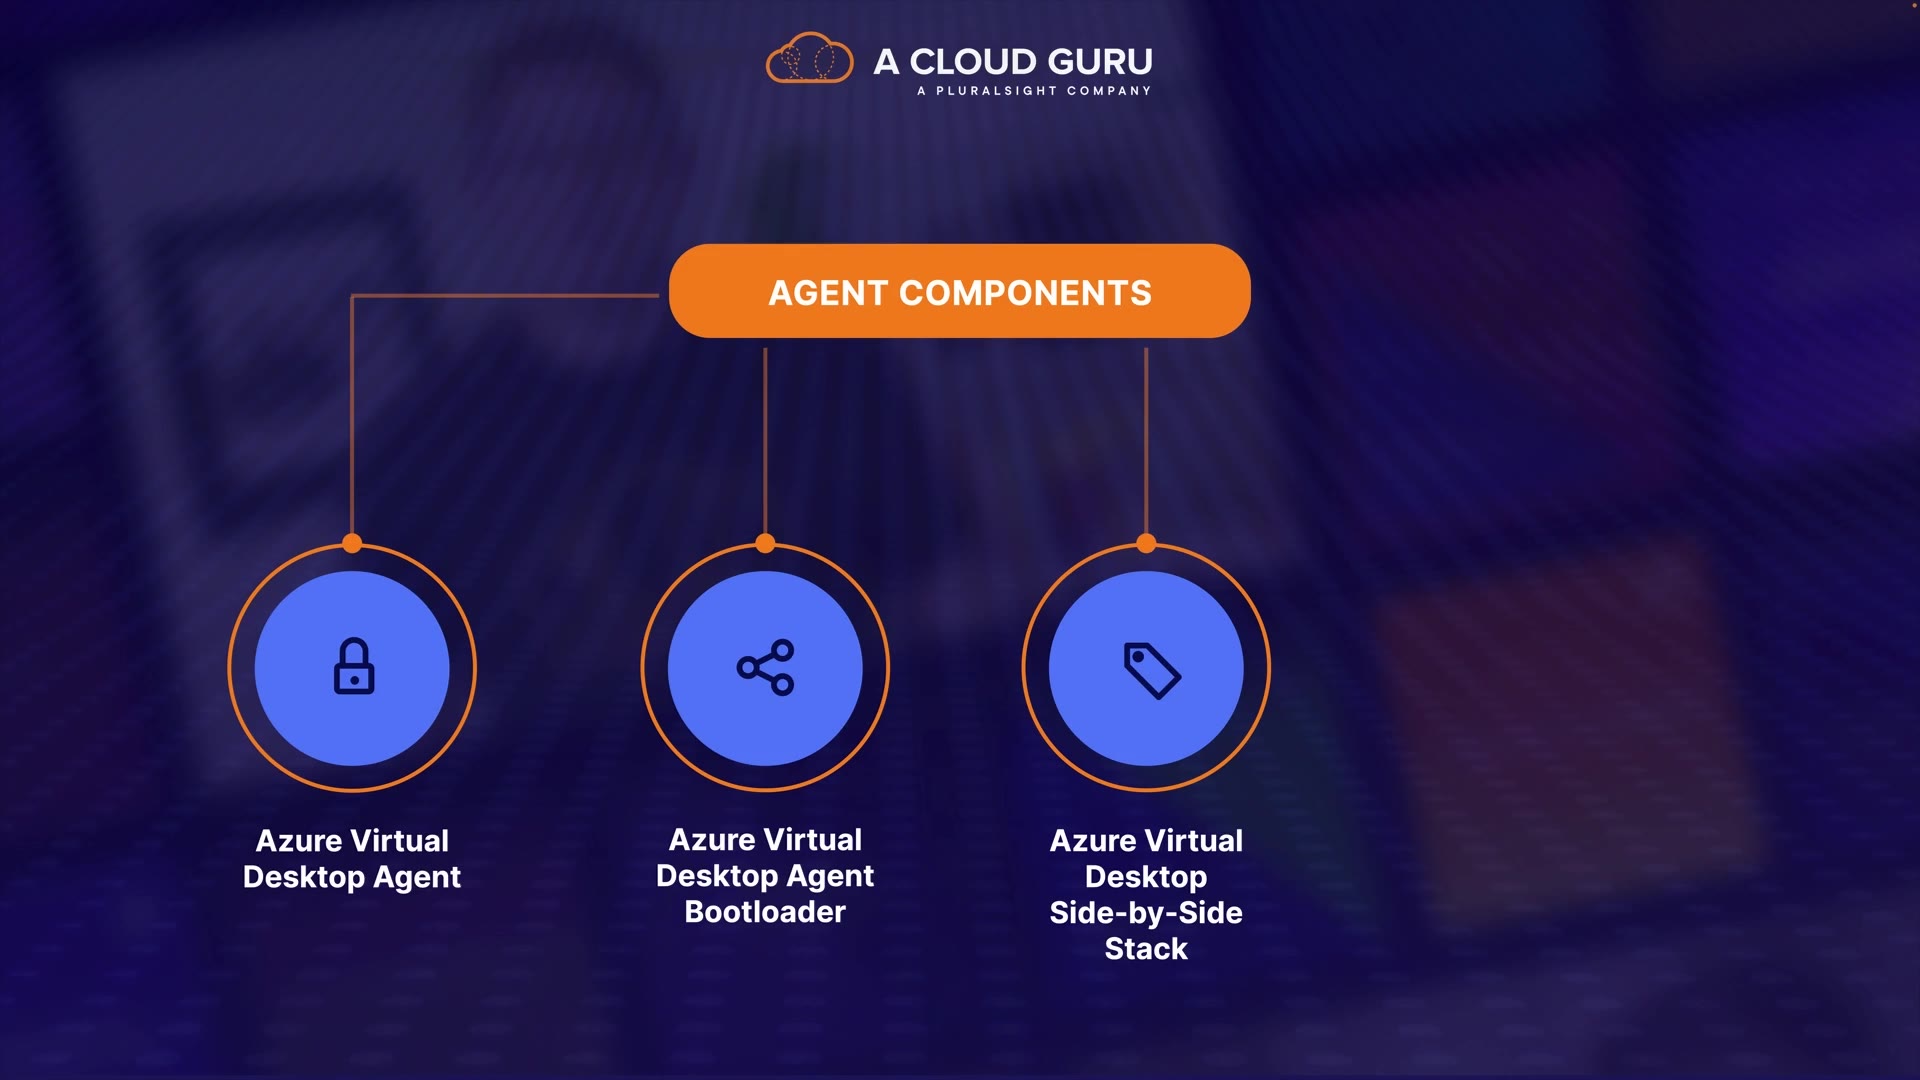 A CLOUD GURU
A PLURALSIGHT COMPANY
AGENT COMPONENTS
Azure Virtual
Desktop Agent
Azure Virtual
Desktop Agent
Bootloader
Azure Virtual
Desktop
Side-by-Side
Stack